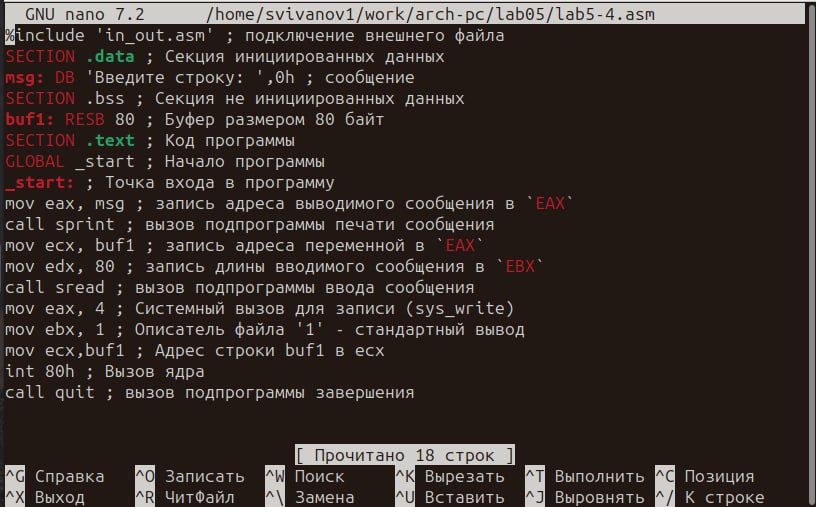 GNU nano 7.2 /home/svivanov1/work/arch-pc/lab05/lab5-4.asm
%include 'in_out.asm' ; подключение внешнего файла
SECTION .data ; Секция инициированных данных
msg: DB 'Введите строку: ',0h ; сообщение
SECTION .bss ; Секция не инициированных данных
buf1: RESB 80 ; Буфер размером 80 байт
SECTION .text ; Код программы
GLOBAL _start ; Начало программы
_start: ; Точка входа в программу
mov eax, msg ; запись адреса выводимого сообщения в `EAX`
call sprint ; вызов подпрограммы печати сообщения
mov ecx, buf1 ; запись адреса переменной в `EAX`
mov edx, 80 ; запись длины вводимого сообщения в `EBX`
call sread ; вызов подпрограммы ввода сообщения
mov eax, 4 ; Системный вызов для записи (sys_write)
mov ebx, 1 ; Описатель файла '1' - стандартный вывод
mov ecx,buf1 ; Адрес строки buf1 в ecx
int 80h ; Вызов ядра
call quit ; вызов подпрограммы завершения
[ Прочитано 18 строк ]
^G Справка ^O Записать ^W Поиск ^K Вырезать ^T Выполнить ^C Позиция
^X Выход ^R ЧитФайл ^\ Замена ^U Вставить ^J Выровнять ^/ К строке